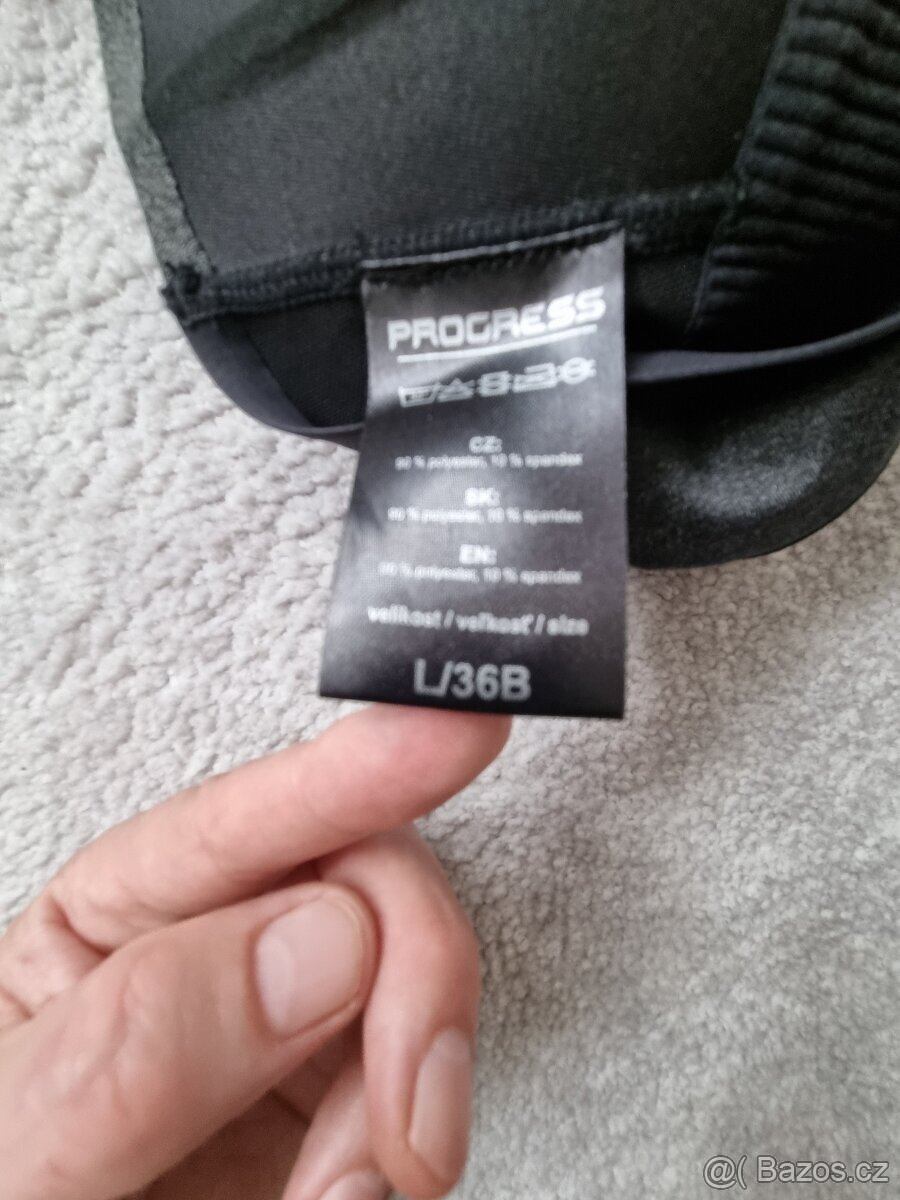 PROGRESS
CZ:
90 % polyester, 10 % spandex
SK:
90 % polyester, 10 % spandex
EN:
90 % polyester, 10 % spandex
velikost / veľkosť / size
L/36B
@( Bazos.cz